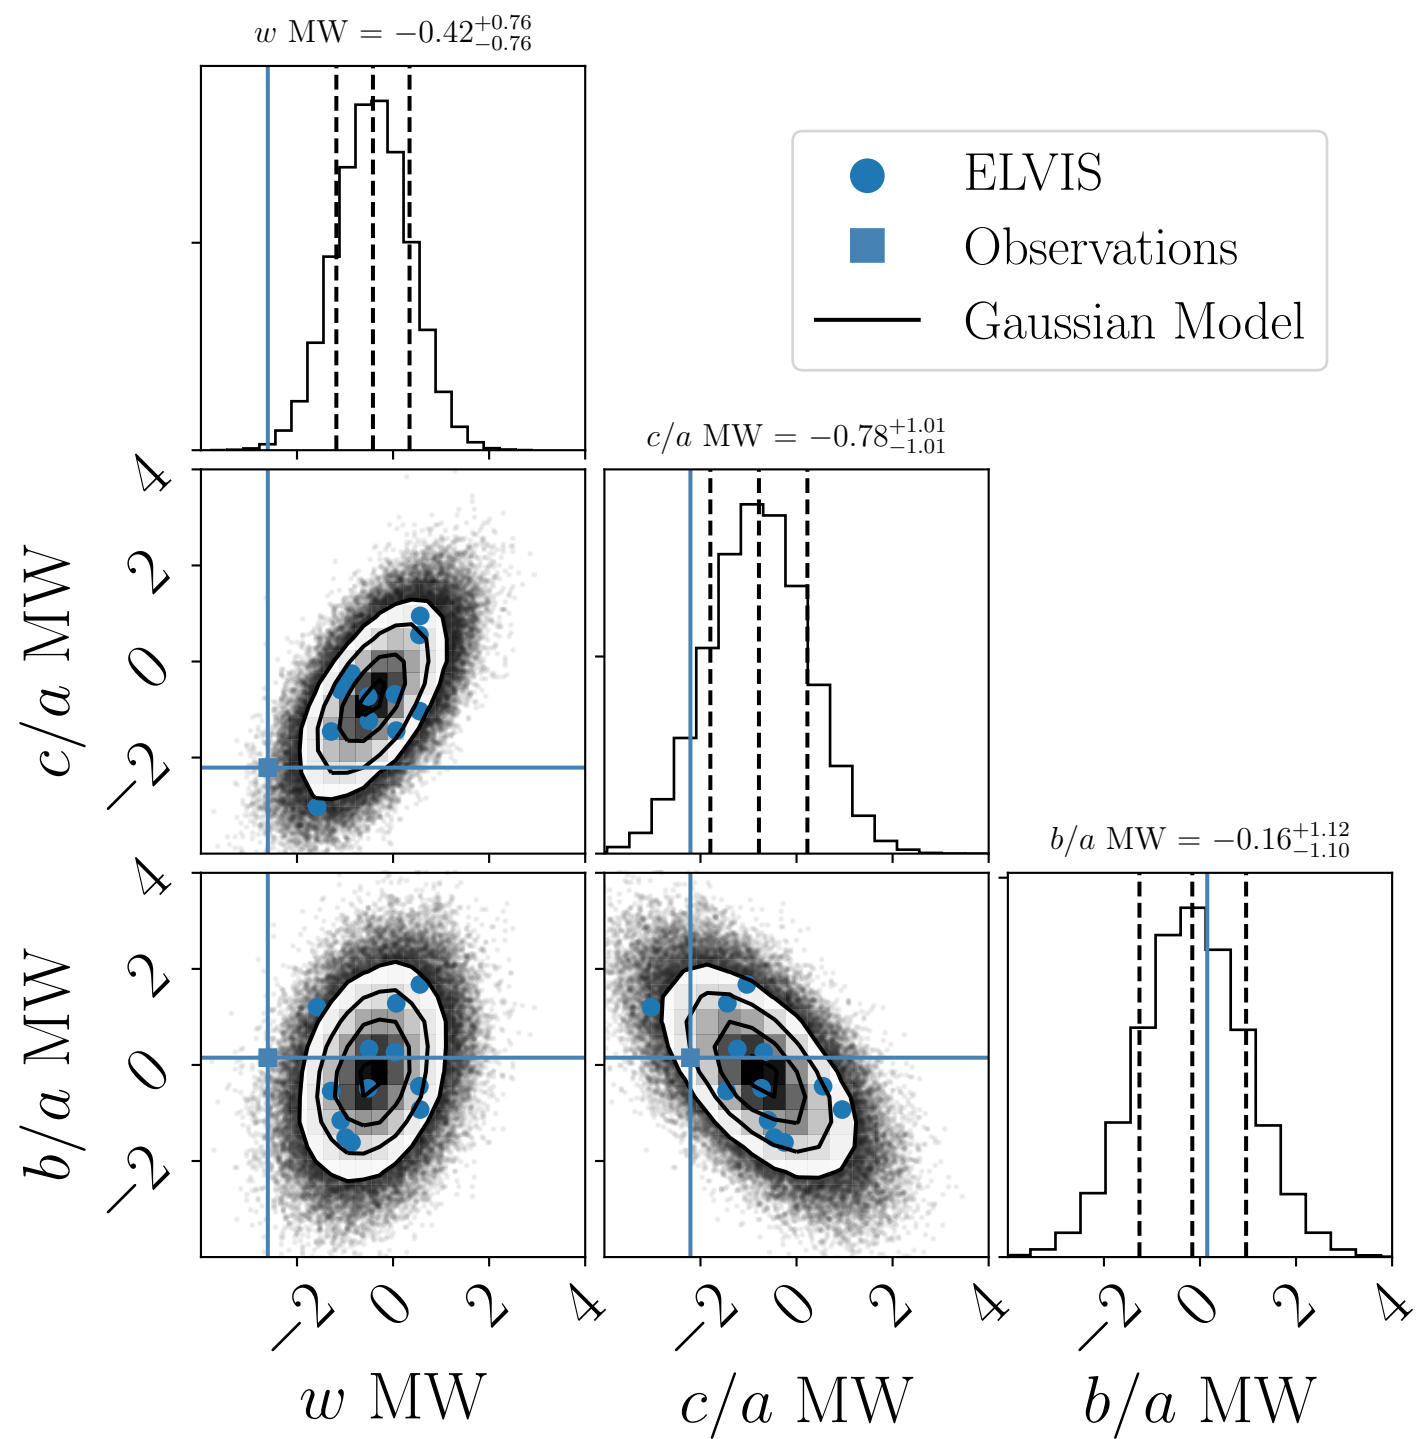 w MW = −0.42+0.76−0.76
ELVIS
Observations
Gaussian Model
c/a MW = −0.78+1.01−1.01
4
2
0
−2
c/a MW
b/a MW = −0.16+1.12−1.10
4
2
0
−2
b/a MW
−2 0 2 4
−2 0 2 4
−2 0 2 4
w MW
c/a MW
b/a MW